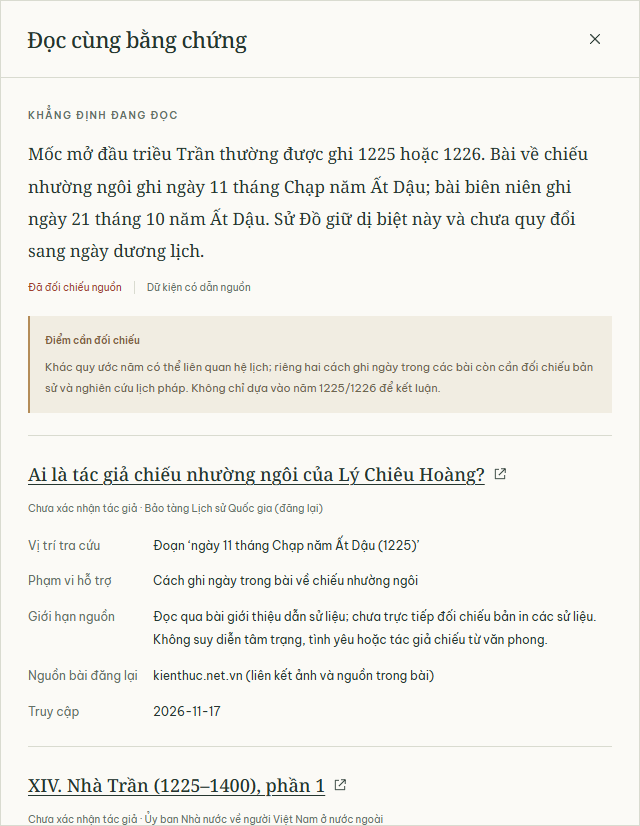 Đọc cùng bằng chứng
KHẲNG ĐỊNH ĐANG ĐỌC
Mốc mở đầu triều Trần thường được ghi 1225 hoặc 1226. Bài về chiếu
nhường ngôi ghi ngày 11 tháng Chạp năm Ất Dậu; bài biên niên ghi
ngày 21 tháng 10 năm Ất Dậu. Sử Đồ giữ dị biệt này và chưa quy đổi
sang ngày dương lịch.
Đã đối chiếu nguồn | Dữ kiện có dẫn nguồn
Điểm cần đối chiếu
Khác quy ước năm có thể liên quan hệ lịch; riêng hai cách ghi ngày trong các bài còn cần đối chiếu bản
sử và nghiên cứu lịch pháp. Không chỉ dựa vào năm 1225/1226 để kết luận.
Ai là tác giả chiếu nhường ngôi của Lý Chiêu Hoàng?
Chưa xác nhận tác giả · Bảo tàng Lịch sử Quốc gia (đăng lại)
Vị trí tra cứu Đoạn ‘ngày 11 tháng Chạp năm Ất Dậu (1225)’
Phạm vi hỗ trợ Cách ghi ngày trong bài về chiếu nhường ngôi
Giới hạn nguồn Đọc qua bài giới thiệu dẫn sử liệu; chưa trực tiếp đối chiếu bản in các sử liệu.
Không suy diễn tâm trạng, tình yêu hoặc tác giả chiếu từ văn phong.
Nguồn bài đăng lại kienthuc.net.vn (liên kết ảnh và nguồn trong bài)
Truy cập 2026-11-17
XIV. Nhà Trần (1225–1400), phần 1
Chưa xác nhận tác giả · Ủy ban Nhà nước về người Việt Nam ở nước ngoài